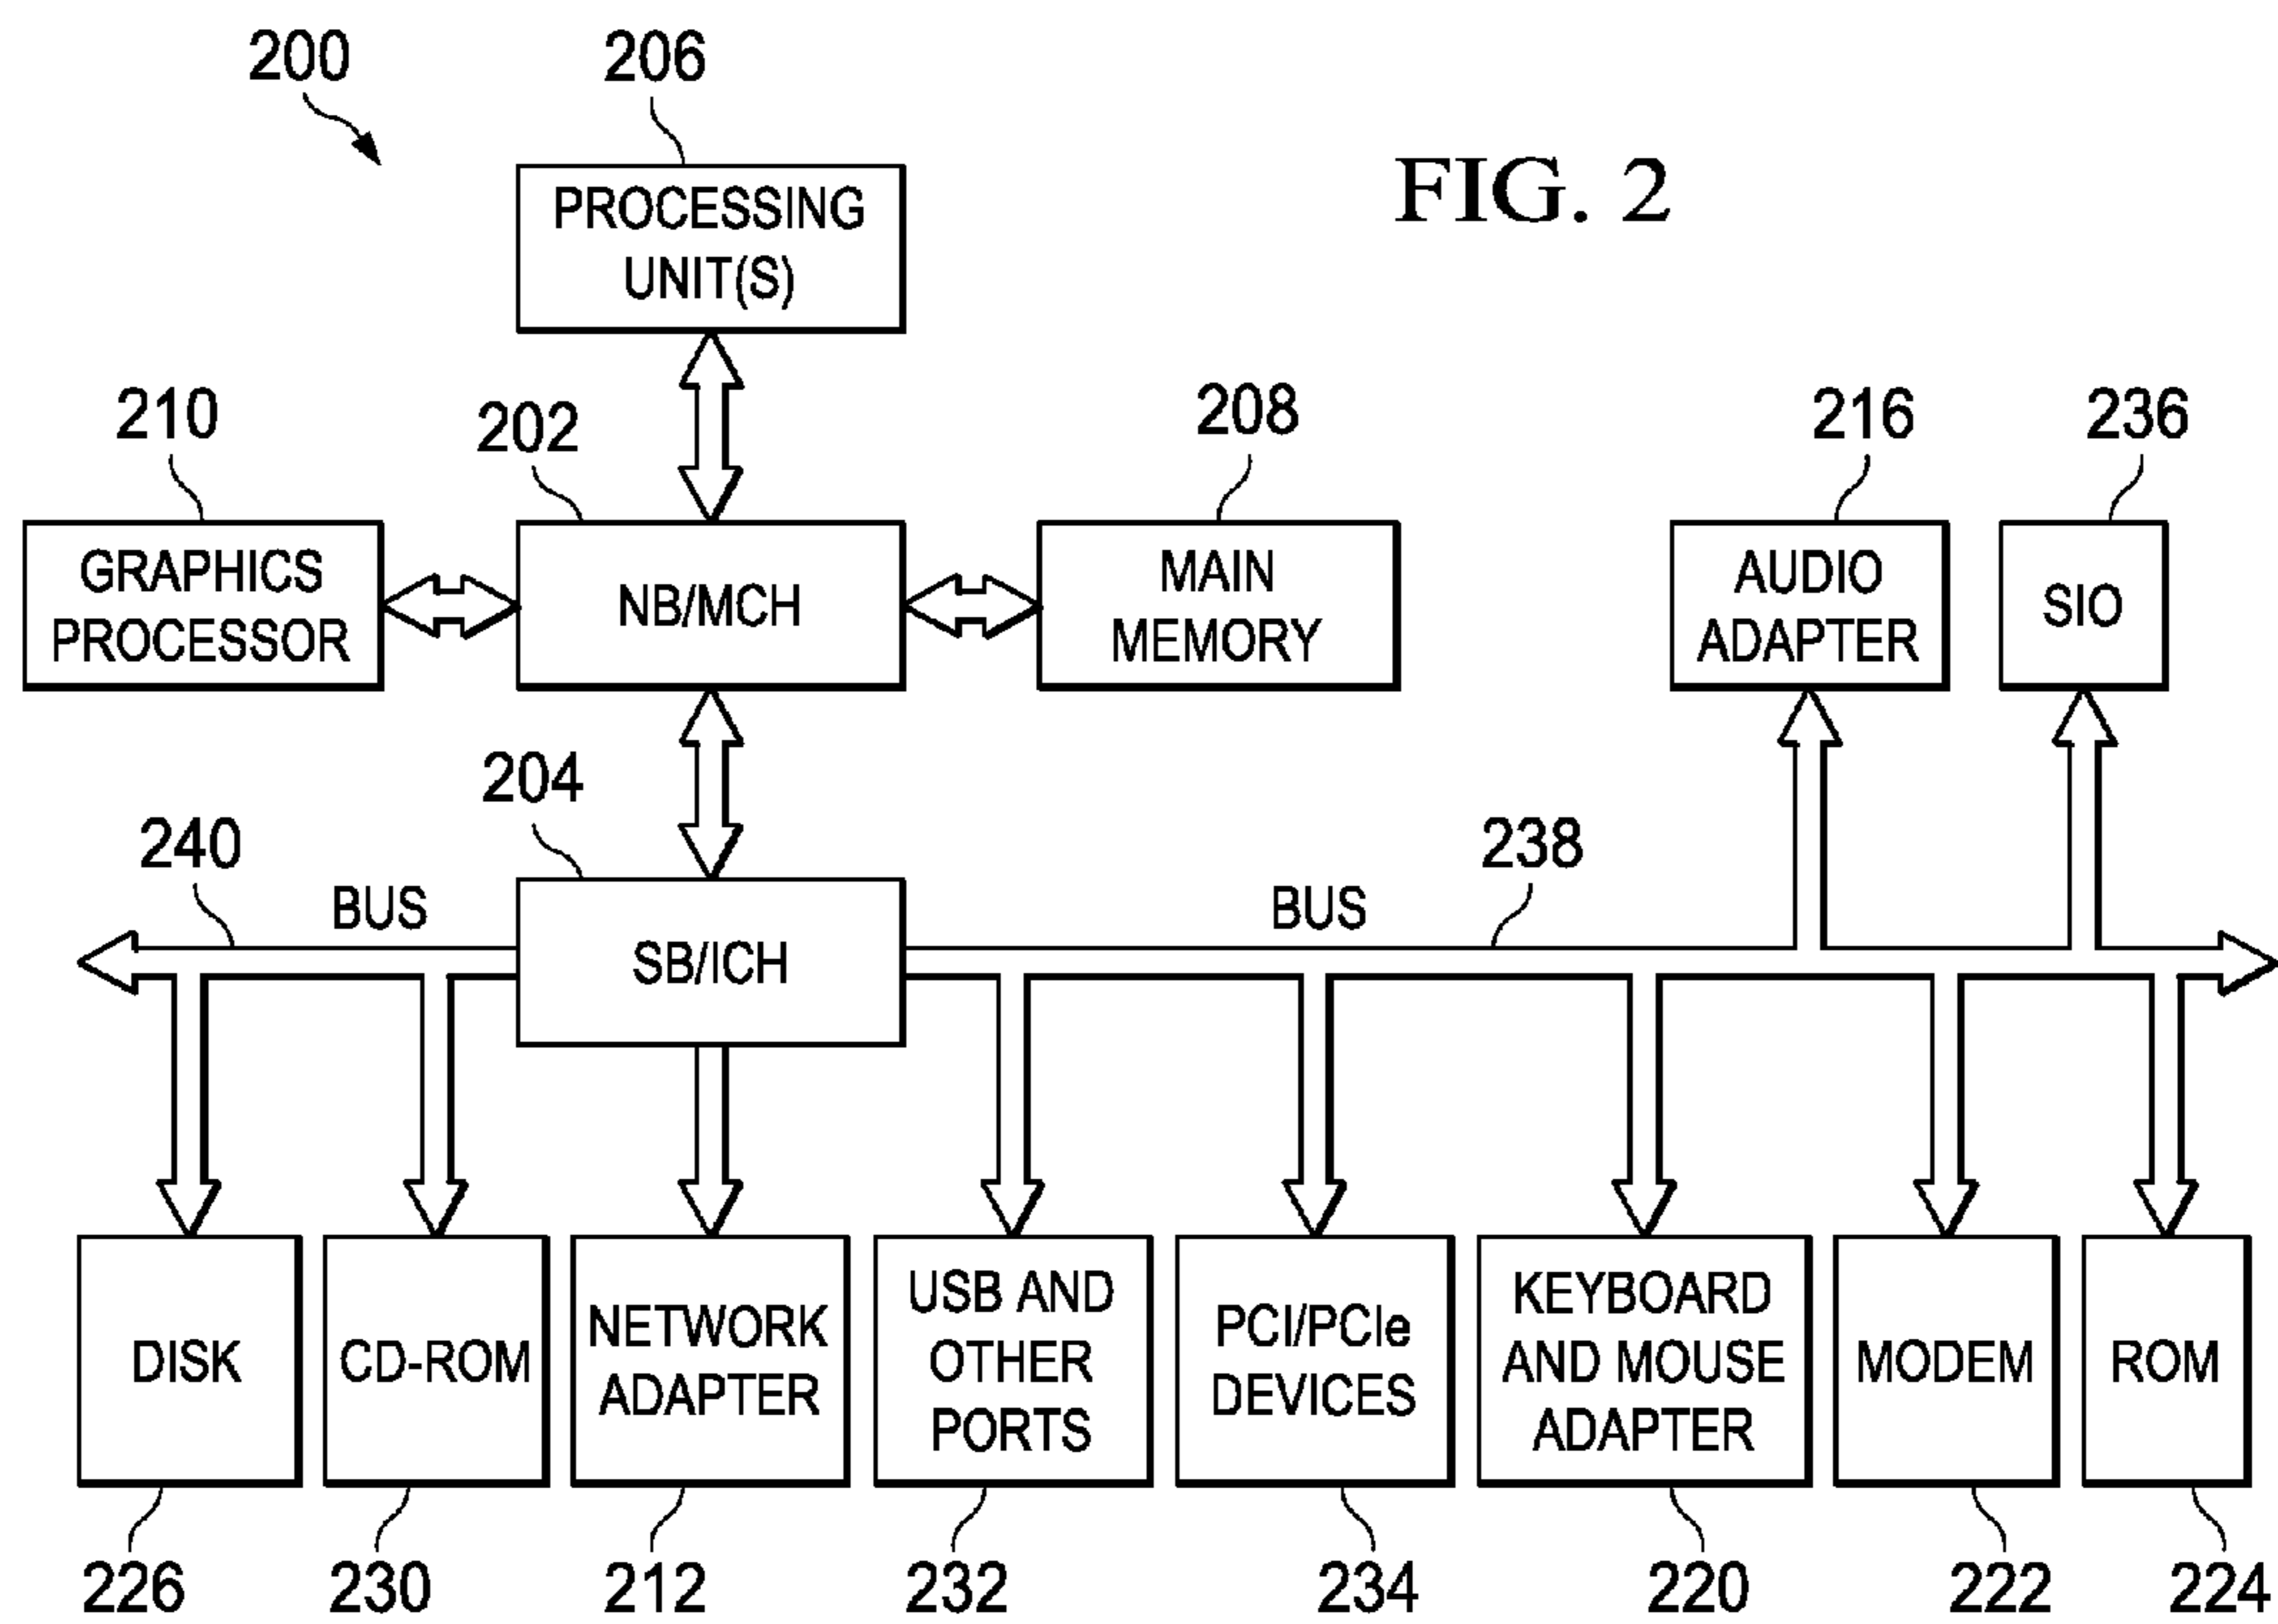 200
206
FIG. 2
PROCESSING
UNIT(S)
210
202
208
216
236
GRAPHICS
PROCESSOR
NB/MCH
MAIN
MEMORY
AUDIO
ADAPTER
SIO
204
240
238
BUS
BUS
SB/ICH
DISK
CD-ROM
NETWORK
ADAPTER
USB AND
OTHER
PORTS
PCI/PCIe
DEVICES
KEYBOARD
AND MOUSE
ADAPTER
MODEM
ROM
226
230
212
232
234
220
222
224